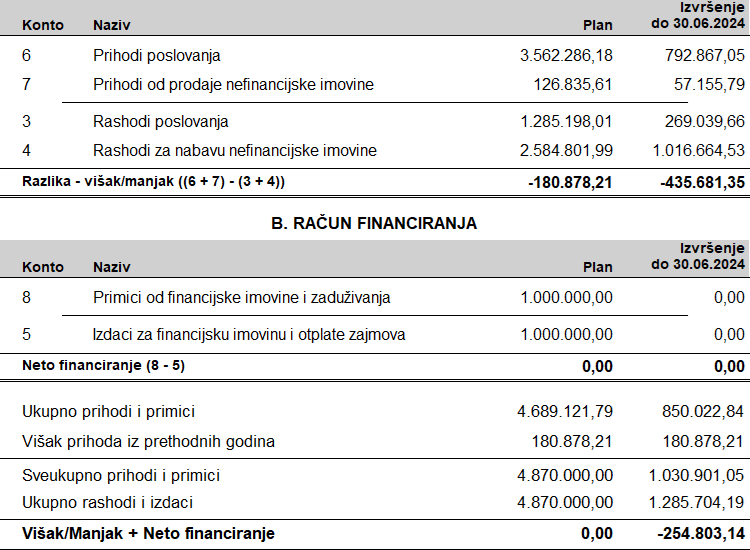 Konto Naziv Plan Izvršenje do 30.06.2024
6 Prihodi poslovanja 3.562.286,18 792.867,05
7 Prihodi od prodaje nefinancijske imovine 126.835,61 57.155,79
3 Rashodi poslovanja 1.285.198,01 269.039,66
4 Rashodi za nabavu nefinancijske imovine 2.584.801,99 1.016.664,53
Razlika - višak/manjak ((6 + 7) - (3 + 4)) -180.878,21 -435.681,35
B. RAČUN FINANCIRANJA
Konto Naziv Plan Izvršenje do 30.06.2024
8 Primici od financijske imovine i zaduživanja 1.000.000,00 0,00
5 Izdaci za financijsku imovinu i otplate zajmova 1.000.000,00 0,00
Neto financiranje (8 - 5) 0,00 0,00
Ukupno prihodi i primici 4.689.121,79 850.022,84
Višak prihoda iz prethodnih godina 180.878,21 180.878,21
Sveukupno prihodi i primici 4.870.000,00 1.030.901,05
Ukupno rashodi i izdaci 4.870.000,00 1.285.704,19
Višak/Manjak + Neto financiranje 0,00 -254.803,14